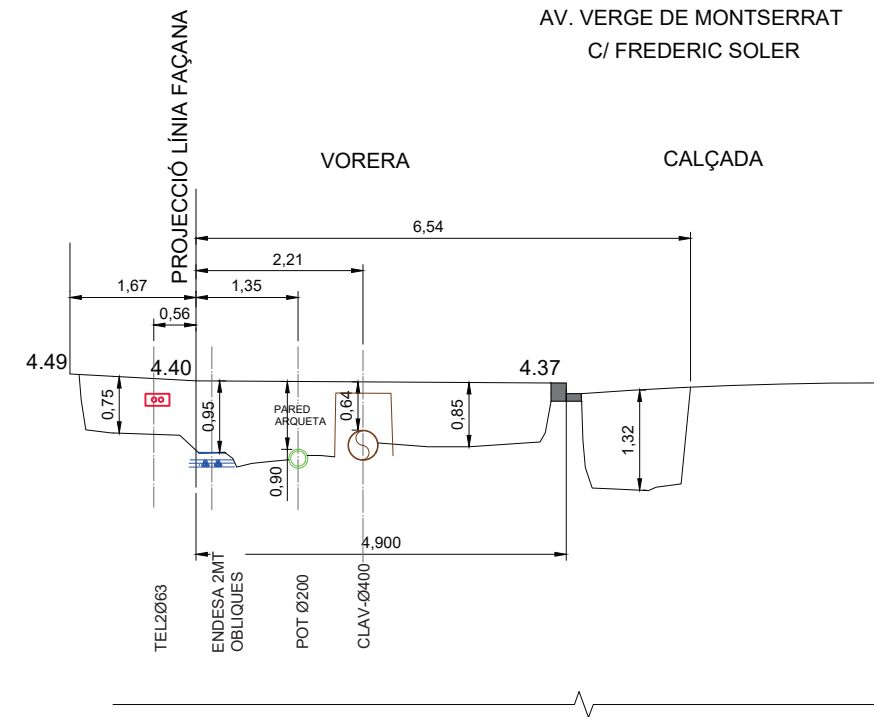 AV. VERGE DE MONTSERRAT
C/ FREDERIC SOLER
PROJECCIÓ LÍNIA FAÇANA
VORERA
CALÇADA
6,54
2,21
1,67
1,35
0,56
4.49
4.40
4.37
0,75
0,95
PARED
ARQUETA
0,64
0,85
1,32
0,90
4,900
TEL2Ø63
ENDESA 2MT
OBLIQUES
POT Ø200
CLAV-Ø400